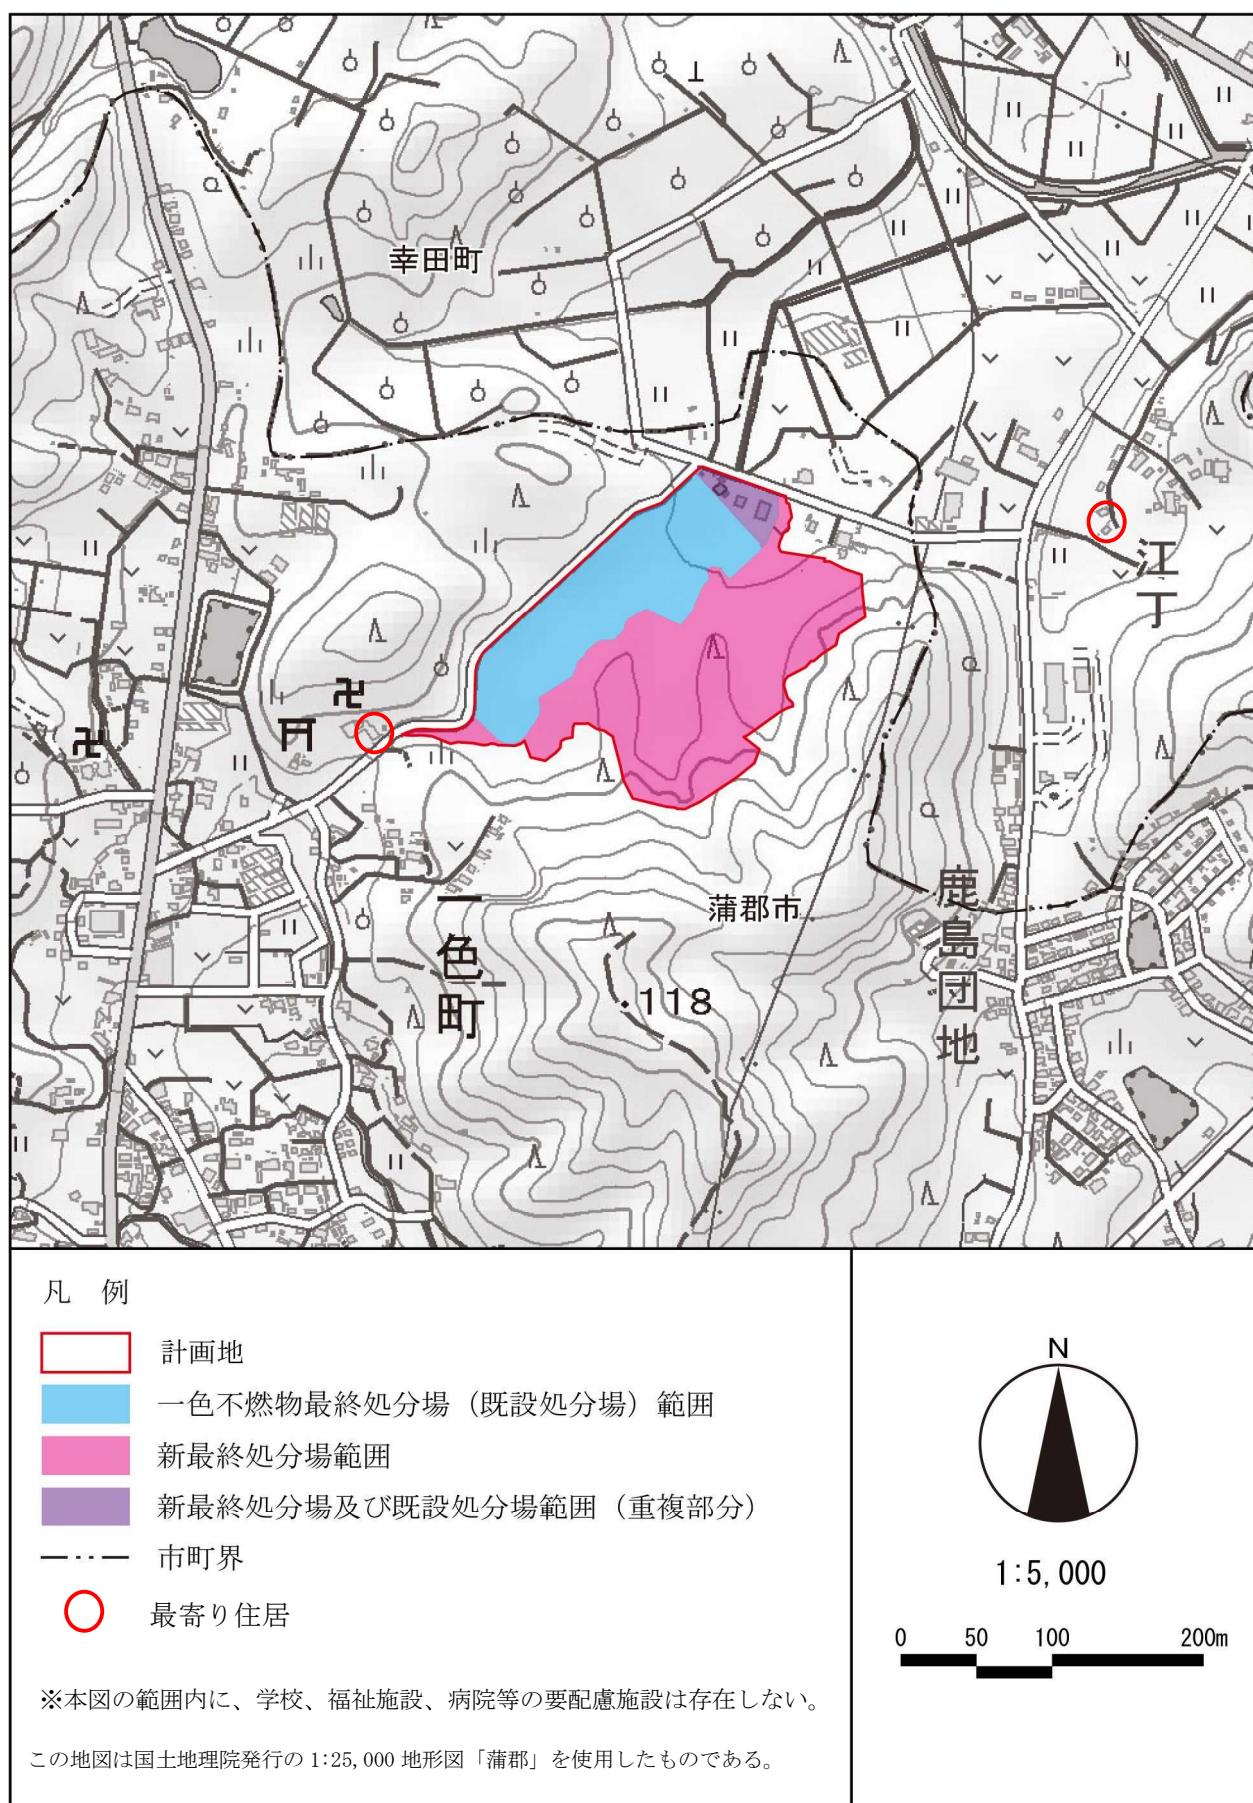 幸田町
工
丁
蒲郡市
一色町
鹿島団地
118
凡 例
計画地
一色不燃物最終処分場（既設処分場）範囲
新最終処分場範囲
新最終処分場及び既設処分場範囲（重複部分）
市町界
最寄り住居
※本図の範囲内に、学校、福祉施設、病院等の要配慮施設は存在しない。
この地図は国土地理院発行の 1:25,000 地形図「蒲郡」を使用したものである。
N
1:5,000
0 50 100 200m